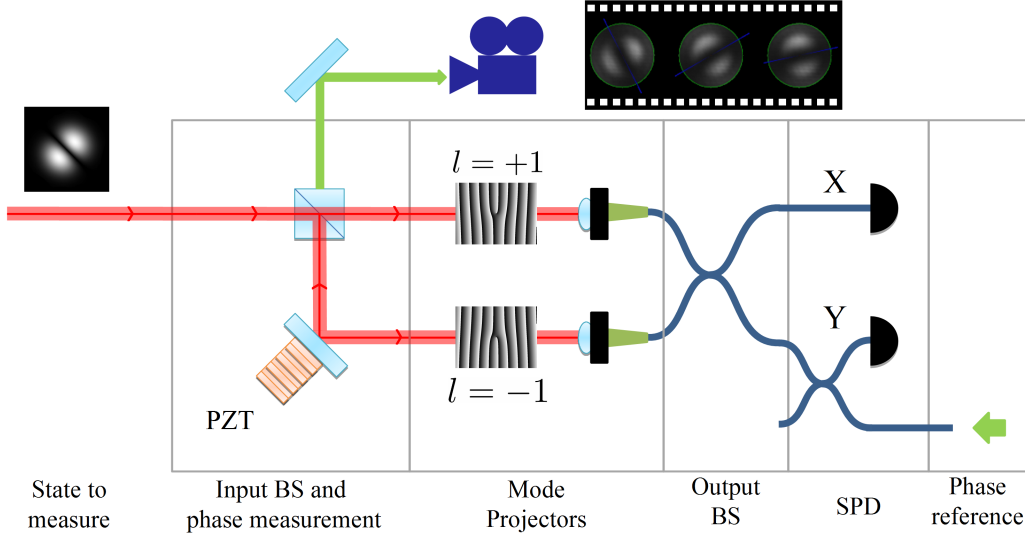 l = +1
X
Y
l = −1
PZT
State to
measure
Input BS and
phase measurement
Mode
Projectors
Output
BS
SPD
Phase
reference